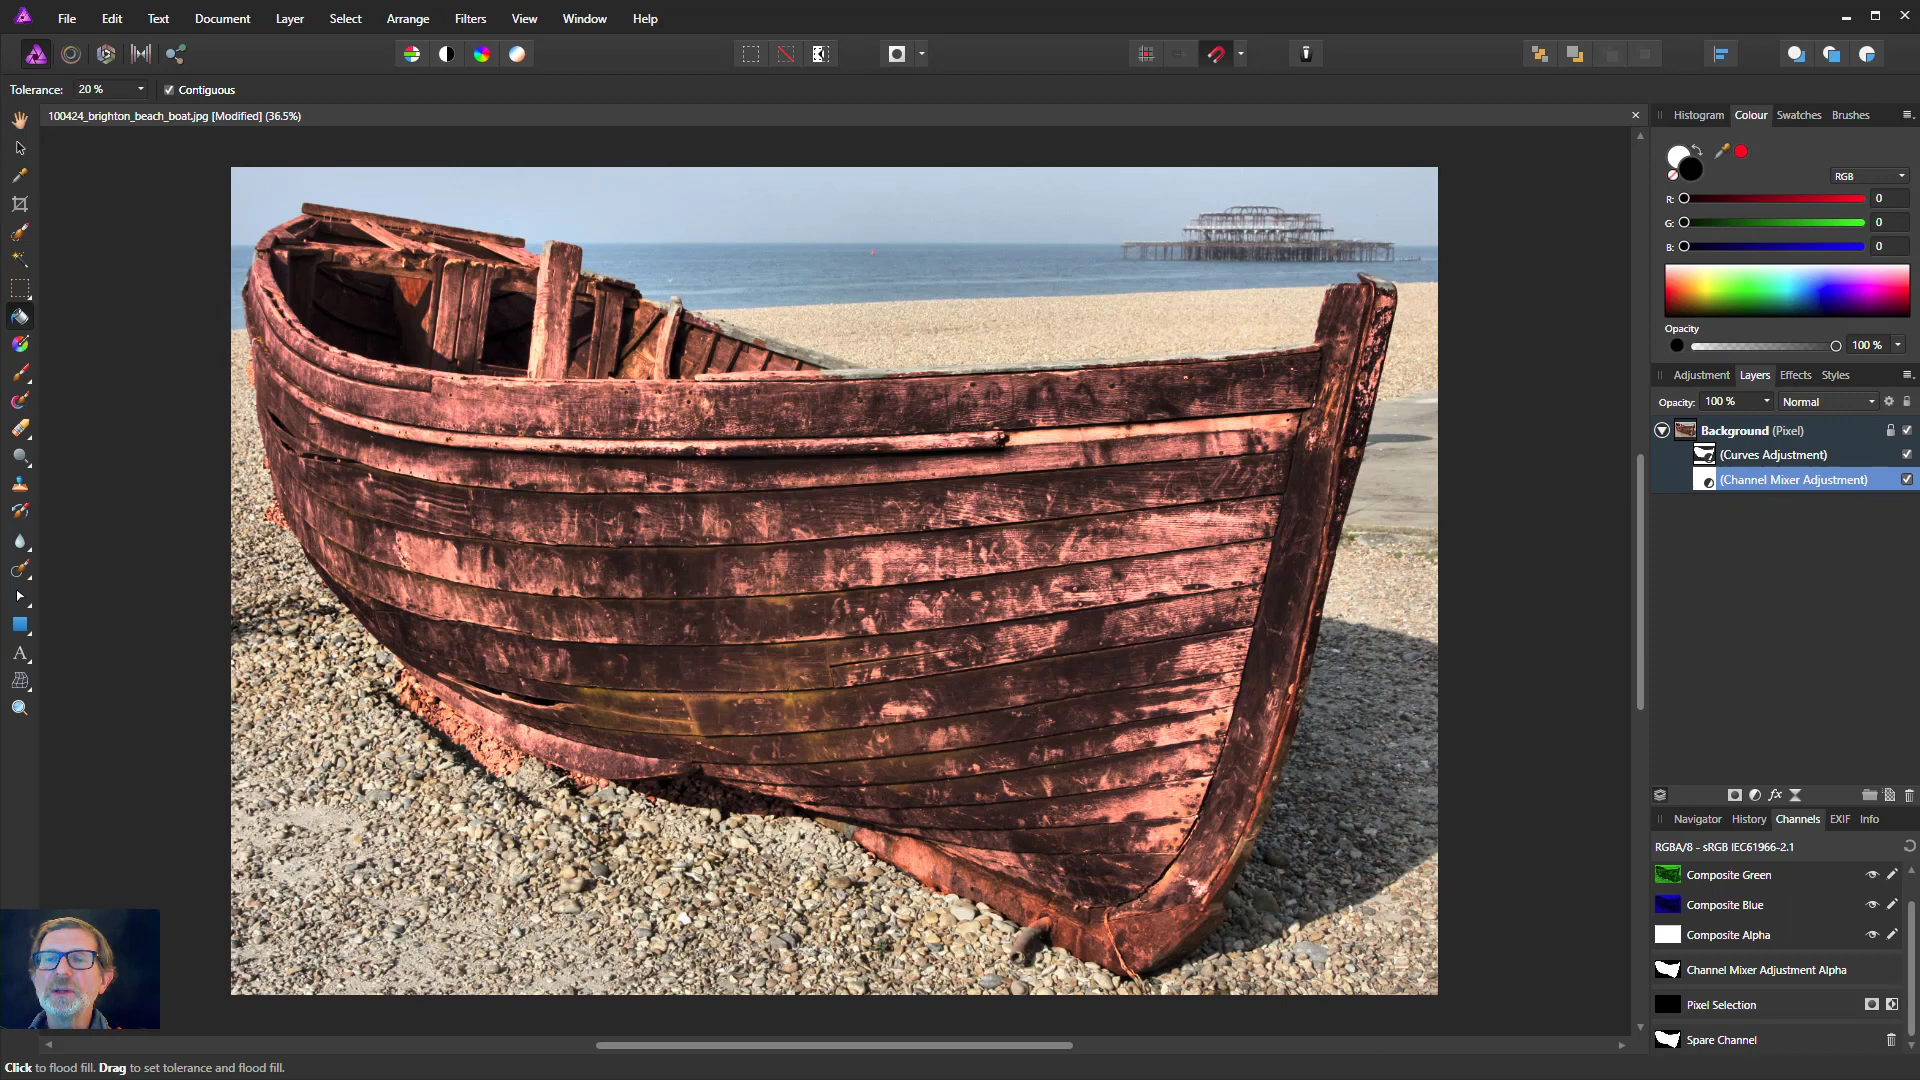 File Edit Text Document Layer Select Arrange Filters View Window Help
Tolerance: 20 % Contiguous
100424_brighton_beach_boat.jpg [Modified] (36.5%)
Histogram Colour Swatches Brushes
RGB
R: 0
G: 0
B: 0
Opacity
100 %
Adjustment Layers Effects Styles
Opacity: 100 % Normal
Background (Pixel)
(Curves Adjustment)
(Channel Mixer Adjustment)
fx
Navigator History Channels EXIF Info
RGBA/8 - sRGB IEC61966-2.1
Composite Green
Composite Blue
Composite Alpha
Channel Mixer Adjustment Alpha
Pixel Selection
Spare Channel
Click to flood fill. Drag to set tolerance and flood fill.